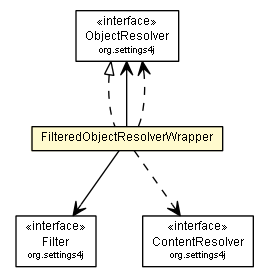 «interface»
ObjectResolver
org.settings4j
FilteredObjectResolverWrapper
«interface»
Filter
org.settings4j
«interface»
ContentResolver
org.settings4j